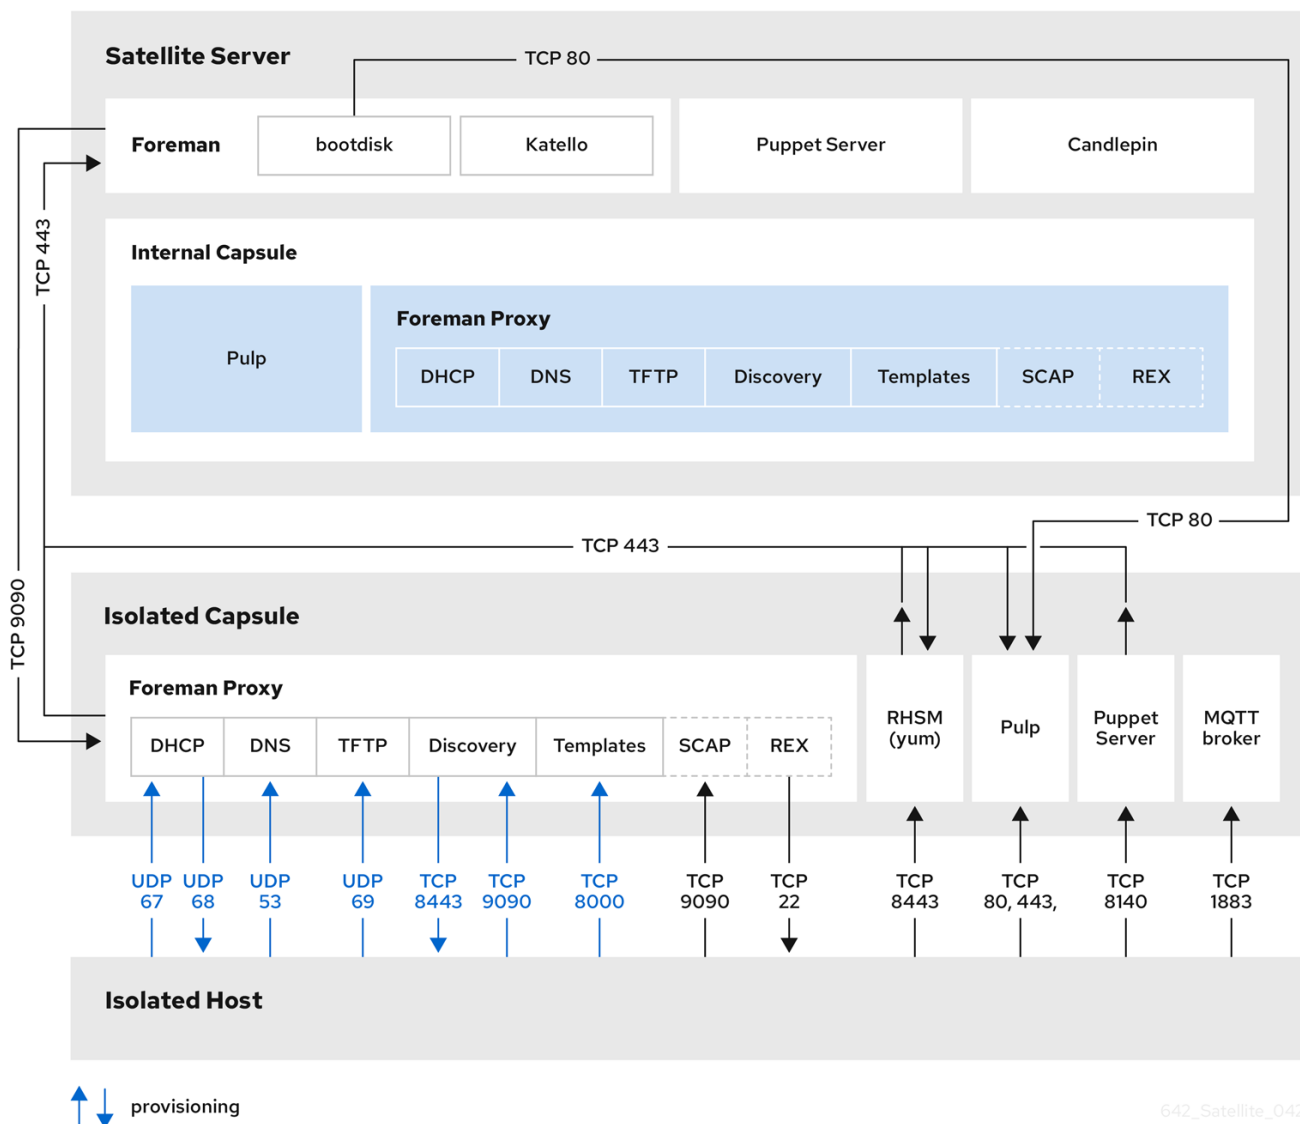 Satellite Server
TCP 80
Foreman
bootdisk
Katello
Puppet Server
Candlepin
TCP 443
Internal Capsule
Pulp
Foreman Proxy
DHCP
DNS
TFTP
Discovery
Templates
SCAP
REX
TCP 80
TCP 443
TCP 9090
Isolated Capsule
Foreman Proxy
DHCP
DNS
TFTP
Discovery
Templates
SCAP
REX
RHSM
(yum)
Pulp
Puppet
Server
MQTT
broker
UDP
67
UDP
68
UDP
53
UDP
69
TCP
8443
TCP
9090
TCP
8000
TCP
9090
TCP
22
TCP
8443
TCP
80, 443,
TCP
8140
TCP
1883
Isolated Host
provisioning
642_Satellite_042